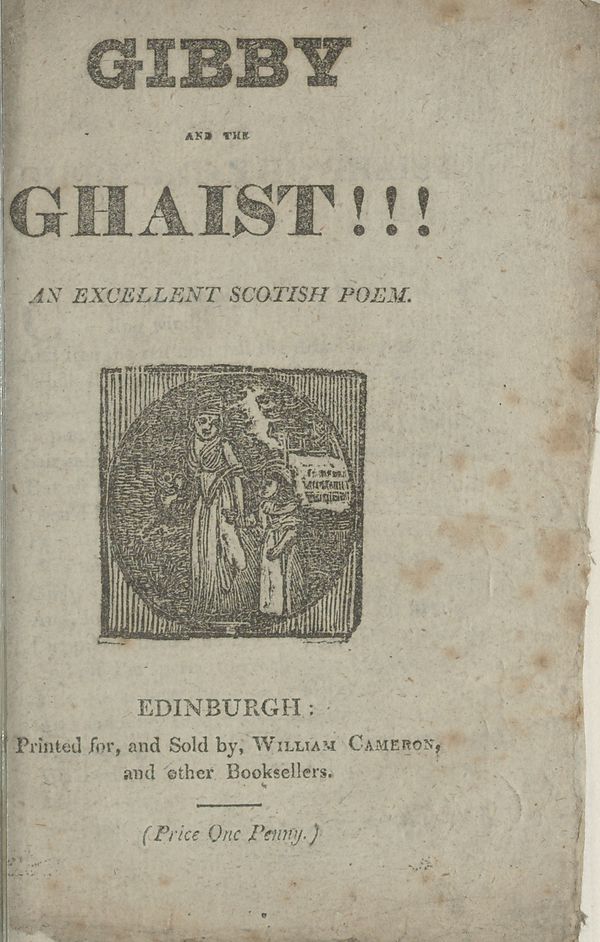 GIBBY
AND THE
GHAIST!!!
AN EXCELLENT SCOTISH POEM.
EDINBURGH:
Printed for, and Sold by, WILLIAM CAMERON,
and other Booksellers.
(Price One Penny.)